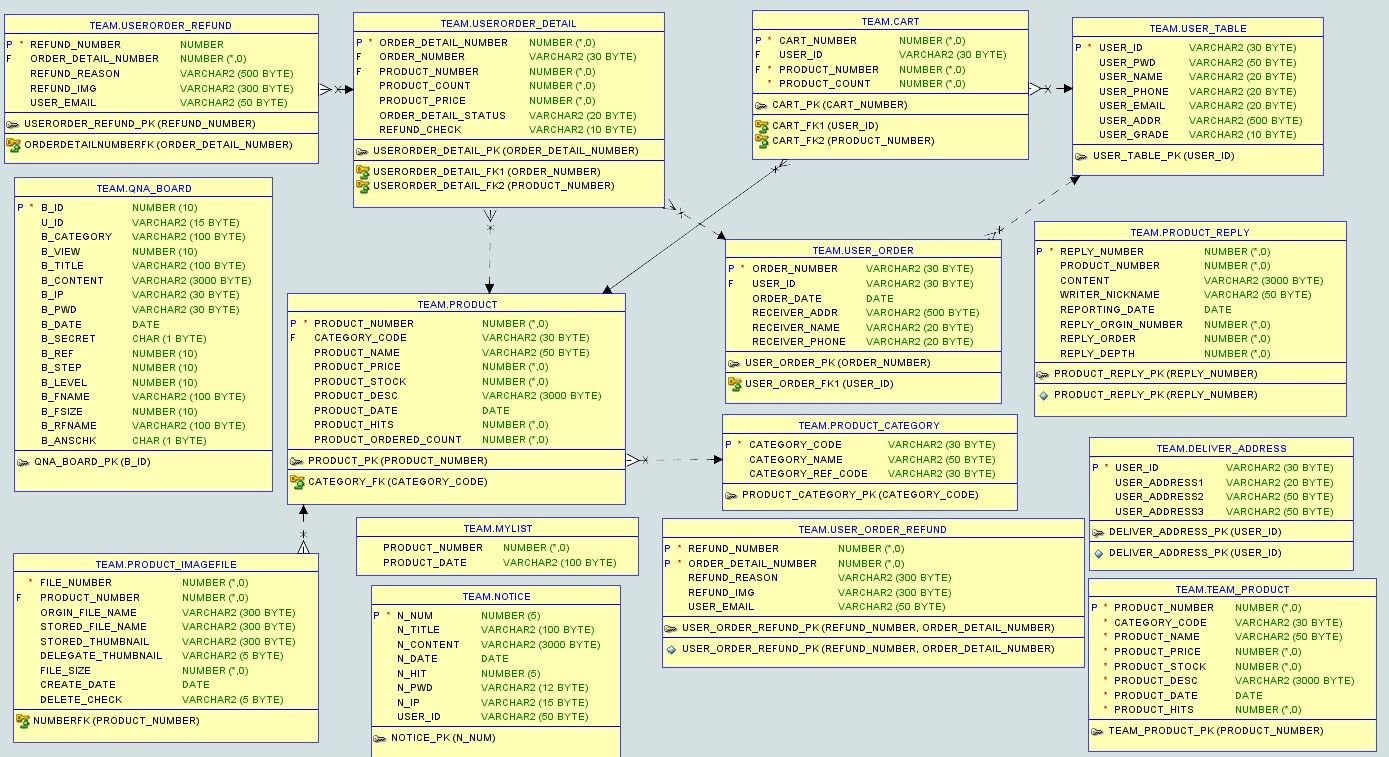 TEAM.USERORDER_REFUND
P * REFUND_NUMBER NUMBER
F ORDER_DETAIL_NUMBER NUMBER (*,0)
REFUND_REASON VARCHAR2 (500 BYTE)
REFUND_IMG VARCHAR2 (300 BYTE)
USER_EMAIL VARCHAR2 (50 BYTE)
USERORDER_REFUND_PK (REFUND_NUMBER)
ORDERDETAILNUMBERFK (ORDER_DETAIL_NUMBER)
TEAM.USERORDER_DETAIL
P * ORDER_DETAIL_NUMBER NUMBER (*,0)
F ORDER_NUMBER VARCHAR2 (30 BYTE)
F PRODUCT_NUMBER NUMBER (*,0)
PRODUCT_COUNT NUMBER (*,0)
PRODUCT_PRICE NUMBER (*,0)
ORDER_DETAIL_STATUS VARCHAR2 (20 BYTE)
REFUND_CHECK VARCHAR2 (10 BYTE)
USERORDER_DETAIL_PK (ORDER_DETAIL_NUMBER)
USERORDER_DETAIL_FK1 (ORDER_NUMBER)
USERORDER_DETAIL_FK2 (PRODUCT_NUMBER)
TEAM.CART
P * CART_NUMBER NUMBER (*,0)
F USER_ID VARCHAR2 (30 BYTE)
F * PRODUCT_NUMBER NUMBER (*,0)
* PRODUCT_COUNT NUMBER (*,0)
CART_PK (CART_NUMBER)
CART_FK1 (USER_ID)
CART_FK2 (PRODUCT_NUMBER)
TEAM.USER_TABLE
P * USER_ID VARCHAR2 (30 BYTE)
USER_PWD VARCHAR2 (50 BYTE)
USER_NAME VARCHAR2 (20 BYTE)
USER_PHONE VARCHAR2 (20 BYTE)
USER_EMAIL VARCHAR2 (20 BYTE)
USER_ADDR VARCHAR2 (500 BYTE)
USER_GRADE VARCHAR2 (10 BYTE)
USER_TABLE_PK (USER_ID)
TEAM.QNA_BOARD
P * B_ID NUMBER (10)
U_ID VARCHAR2 (15 BYTE)
B_CATEGORY VARCHAR2 (100 BYTE)
B_VIEW NUMBER (10)
B_TITLE VARCHAR2 (100 BYTE)
B_CONTENT VARCHAR2 (3000 BYTE)
B_IP VARCHAR2 (30 BYTE)
B_PWD VARCHAR2 (30 BYTE)
B_DATE DATE
B_SECRET CHAR (1 BYTE)
B_REF NUMBER (10)
B_STEP NUMBER (10)
B_LEVEL NUMBER (10)
B_FNAME VARCHAR2 (100 BYTE)
B_FSIZE NUMBER (10)
B_RFNAME VARCHAR2 (100 BYTE)
B_ANSCHK CHAR (1 BYTE)
QNA_BOARD_PK (B_ID)
TEAM.PRODUCT
P * PRODUCT_NUMBER NUMBER (*,0)
F CATEGORY_CODE VARCHAR2 (30 BYTE)
PRODUCT_NAME VARCHAR2 (50 BYTE)
PRODUCT_PRICE NUMBER (*,0)
PRODUCT_STOCK NUMBER (*,0)
PRODUCT_DESC VARCHAR2 (3000 BYTE)
PRODUCT_DATE DATE
PRODUCT_HITS NUMBER (*,0)
PRODUCT_ORDERED_COUNT NUMBER (*,0)
PRODUCT_PK (PRODUCT_NUMBER)
CATEGORY_FK (CATEGORY_CODE)
TEAM.USER_ORDER
P * ORDER_NUMBER VARCHAR2 (30 BYTE)
F USER_ID VARCHAR2 (30 BYTE)
ORDER_DATE DATE
RECEIVER_ADDR VARCHAR2 (500 BYTE)
RECEIVER_NAME VARCHAR2 (20 BYTE)
RECEIVER_PHONE VARCHAR2 (20 BYTE)
USER_ORDER_PK (ORDER_NUMBER)
USER_ORDER_FK1 (USER_ID)
TEAM.PRODUCT_REPLY
P * REPLY_NUMBER NUMBER (*,0)
PRODUCT_NUMBER NUMBER (*,0)
CONTENT VARCHAR2 (3000 BYTE)
WRITER_NICKNAME VARCHAR2 (50 BYTE)
REPORTING_DATE DATE
REPLY_ORGIN_NUMBER NUMBER (*,0)
REPLY_ORDER NUMBER (*,0)
REPLY_DEPTH NUMBER (*,0)
PRODUCT_REPLY_PK (REPLY_NUMBER)
PRODUCT_REPLY_PK (REPLY_NUMBER)
TEAM.PRODUCT_CATEGORY
P * CATEGORY_CODE VARCHAR2 (30 BYTE)
CATEGORY_NAME VARCHAR2 (50 BYTE)
CATEGORY_REF_CODE VARCHAR2 (30 BYTE)
PRODUCT_CATEGORY_PK (CATEGORY_CODE)
TEAM.DELIVER_ADDRESS
P * USER_ID VARCHAR2 (30 BYTE)
USER_ADDRESS1 VARCHAR2 (20 BYTE)
USER_ADDRESS2 VARCHAR2 (50 BYTE)
USER_ADDRESS3 VARCHAR2 (50 BYTE)
DELIVER_ADDRESS_PK (USER_ID)
DELIVER_ADDRESS_PK (USER_ID)
TEAM.PRODUCT_IMAGEFILE
* FILE_NUMBER NUMBER (*,0)
F PRODUCT_NUMBER NUMBER (*,0)
ORGIN_FILE_NAME VARCHAR2 (300 BYTE)
STORED_FILE_NAME VARCHAR2 (300 BYTE)
STORED_THUMBNAIL VARCHAR2 (300 BYTE)
DELEGATE_THUMBNAIL VARCHAR2 (5 BYTE)
FILE_SIZE NUMBER (*,0)
CREATE_DATE DATE
DELETE_CHECK VARCHAR2 (5 BYTE)
NUMBERFK (PRODUCT_NUMBER)
TEAM.MYLIST
PRODUCT_NUMBER NUMBER (*,0)
PRODUCT_DATE VARCHAR2 (100 BYTE)
TEAM.NOTICE
P * N_NUM NUMBER (5)
N_TITLE VARCHAR2 (100 BYTE)
N_CONTENT VARCHAR2 (3000 BYTE)
N_DATE DATE
N_HIT NUMBER (5)
N_PWD VARCHAR2 (12 BYTE)
N_IP VARCHAR2 (15 BYTE)
USER_ID VARCHAR2 (50 BYTE)
NOTICE_PK (N_NUM)
TEAM.USER_ORDER_REFUND
P * REFUND_NUMBER NUMBER (*,0)
P * ORDER_DETAIL_NUMBER NUMBER (*,0)
REFUND_REASON VARCHAR2 (300 BYTE)
REFUND_IMG VARCHAR2 (300 BYTE)
USER_EMAIL VARCHAR2 (50 BYTE)
USER_ORDER_REFUND_PK (REFUND_NUMBER, ORDER_DETAIL_NUMBER)
USER_ORDER_REFUND_PK (REFUND_NUMBER, ORDER_DETAIL_NUMBER)
TEAM.TEAM_PRODUCT
P * PRODUCT_NUMBER NUMBER (*,0)
* CATEGORY_CODE VARCHAR2 (30 BYTE)
* PRODUCT_NAME VARCHAR2 (50 BYTE)
* PRODUCT_PRICE NUMBER (*,0)
* PRODUCT_STOCK NUMBER (*,0)
* PRODUCT_DESC VARCHAR2 (3000 BYTE)
* PRODUCT_DATE DATE
* PRODUCT_HITS NUMBER (*,0)
TEAM_PRODUCT_PK (PRODUCT_NUMBER)